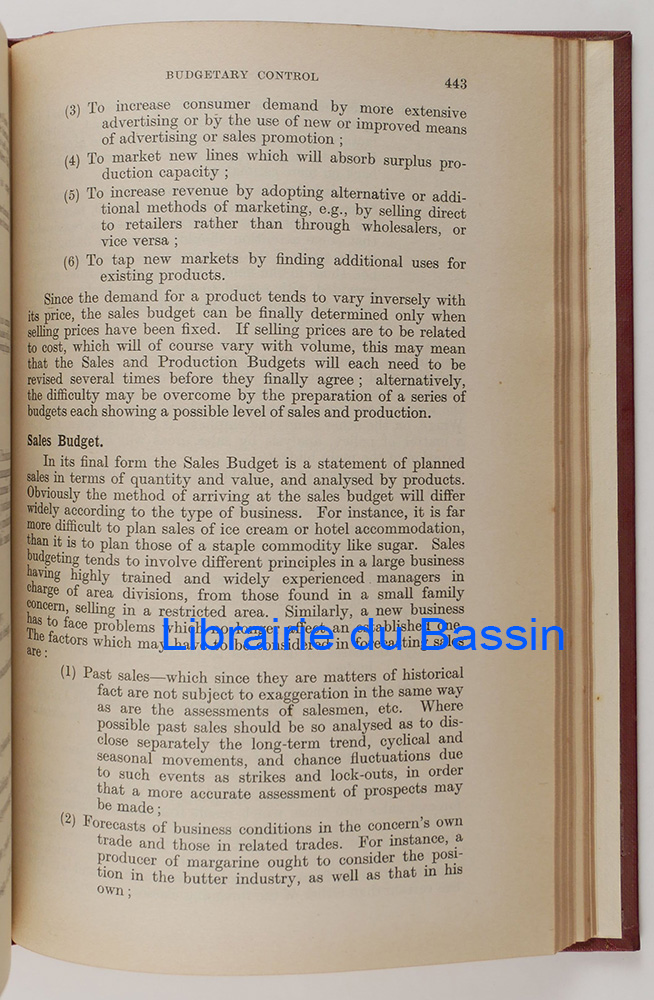 BUDGETARY CONTROL 443
(3) To increase consumer demand by more extensive
advertising or by the use of new or improved means
of advertising or sales promotion ;
(4) To market new lines which will absorb surplus pro-
duction capacity ;
(5) To increase revenue by adopting alternative or addi-
tional methods of marketing, e.g., by selling direct
to retailers rather than through wholesalers, or
vice versa ;
(6) To tap new markets by finding additional uses for
existing products.
Since the demand for a product tends to vary inversely with
its price, the sales budget can be finally determined only when
selling prices have been fixed. If selling prices are to be related
to cost, which will of course vary with volume, this may mean
that the Sales and Production Budgets will each need to be
revised several times before they finally agree ; alternatively,
the difficulty may be overcome by the preparation of a series of
budgets each showing a possible level of sales and production.
Sales Budget.
In its final form the Sales Budget is a statement of planned
sales in terms of quantity and value, and analysed by products.
Obviously the method of arriving at the sales budget will differ
widely according to the type of business. For instance, it is far
more difficult to plan sales of ice cream or hotel accommodation,
than it is to plan those of a staple commodity like sugar. Sales
budgeting tends to involve different principles in a large business
having highly trained and widely experienced managers in
charge of area divisions, from those found in a small family
concern, selling in a restricted area. Similarly, a new business
has to face problems which no longer affect an established one.
The factors which may have to be considered in forecasting sales
are :
Librairie du Bassin
(1) Past sales—which since they are matters of historical
fact are not subject to exaggeration in the same way
as are the assessments of salesmen, etc. Where
possible past sales should be so analysed as to dis-
close separately the long-term trend, cyclical and
seasonal movements, and chance fluctuations due
to such events as strikes and lock-outs, in order
that a more accurate assessment of prospects may
be made ;
(2) Forecasts of business conditions in the concern's own
trade and those in related trades. For instance, a
producer of margarine ought to consider the posi-
tion in the butter industry, as well as that in his
own ;